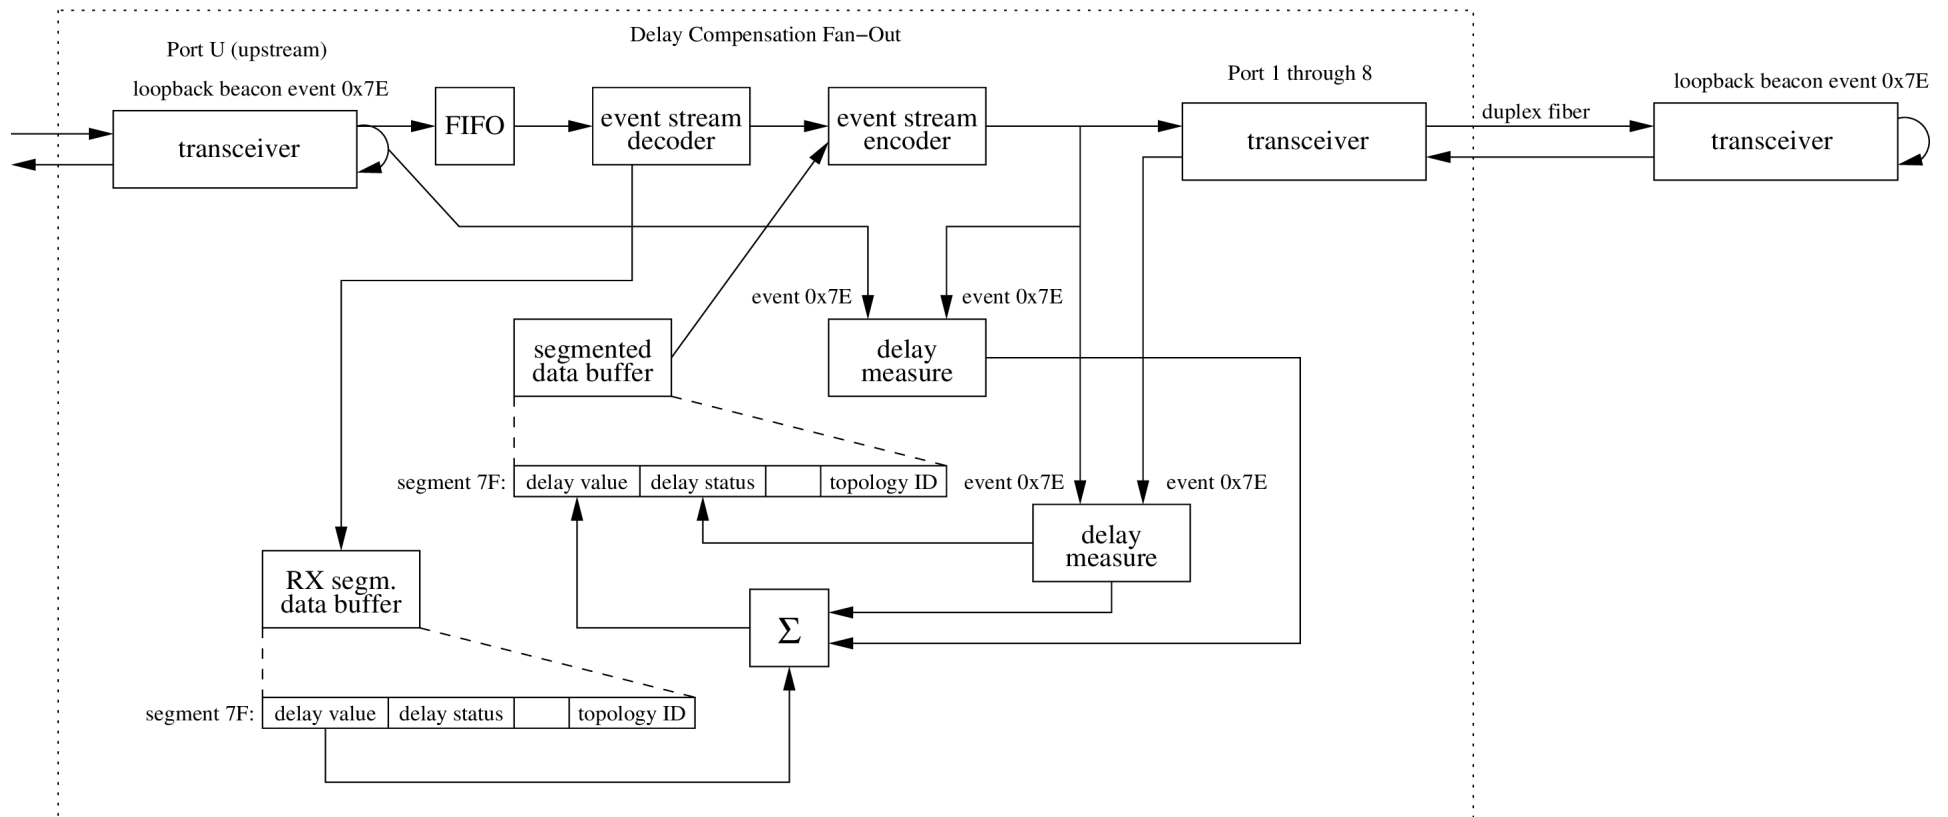 Delay Compensation Fan−Out
Port U (upstream)
Port 1 through 8
loopback beacon event 0x7E
loopback beacon event 0x7E
duplex fiber
transceiver
FIFO
event stream
decoder
event stream
encoder
transceiver
transceiver
event 0x7E
event 0x7E
segmented
data buffer
delay
measure
segment 7F:
delay value
delay status
topology ID
event 0x7E
event 0x7E
delay
measure
RX segm.
data buffer
Σ
segment 7F:
delay value
delay status
topology ID